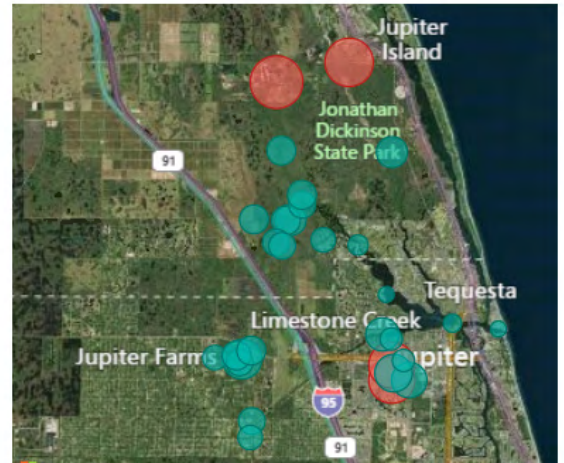 Jupiter
Island
Jonathan
Dickinson
State Park
91
Tequesta
Limestone Creek
Jupiter Farms
Jupiter
95
91